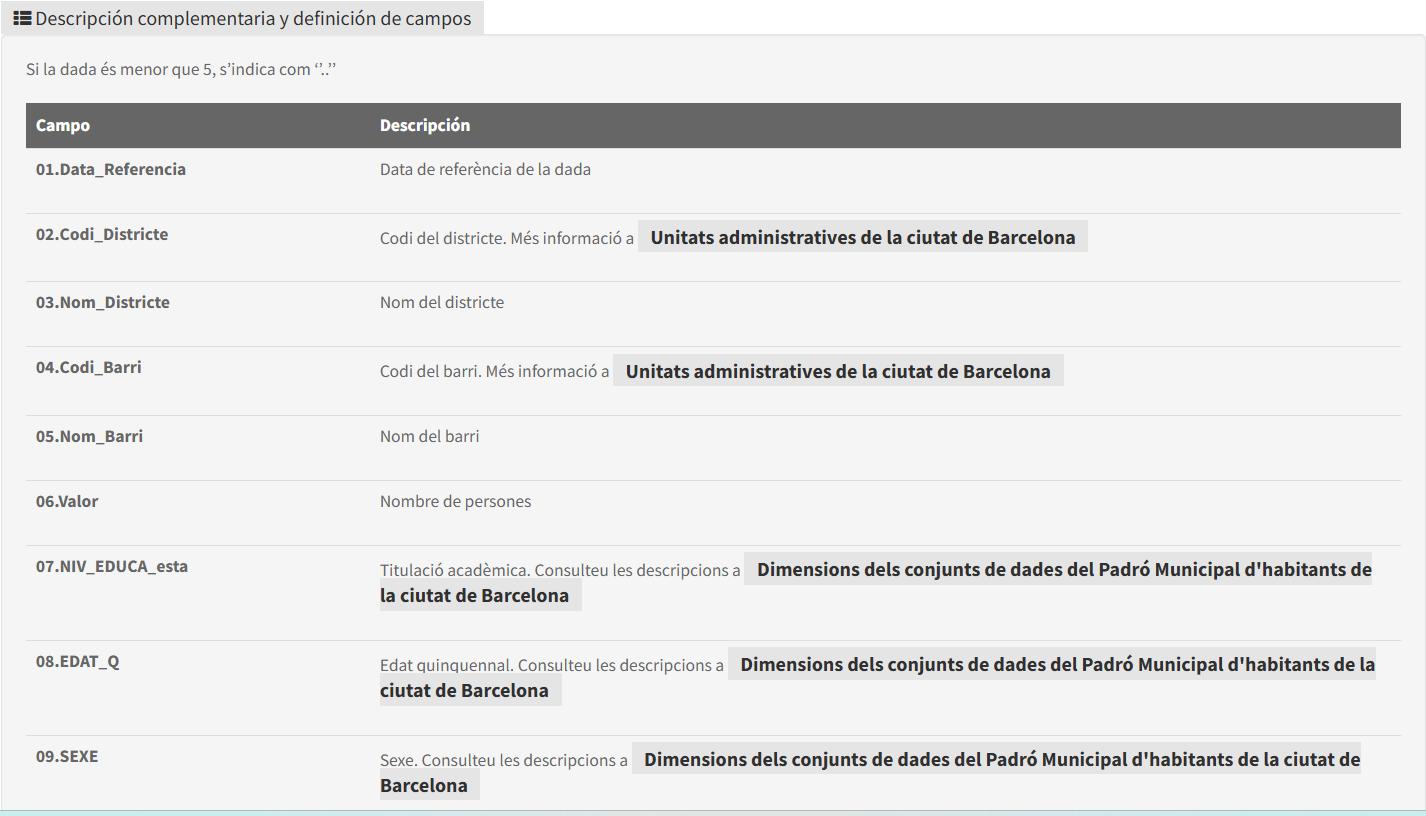 Descripción complementaria y definición de campos
Si la dada és menor que 5, s’indica com ‘’..’’
Campo Descripción
01.Data_Referencia Data de referència de la dada
02.Codi_Districte Codi del districte. Més informació a Unitats administratives de la ciutat de Barcelona
03.Nom_Districte Nom del districte
04.Codi_Barri Codi del barri. Més informació a Unitats administratives de la ciutat de Barcelona
05.Nom_Barri Nom del barri
06.Valor Nombre de persones
07.NIV_EDUCA_esta Titulació acadèmica. Consulteu les descripcions a Dimensions dels conjunts de dades del Padró Municipal d'habitants de
la ciutat de Barcelona
08.EDAT_Q Edat quinquennal. Consulteu les descripcions a Dimensions dels conjunts de dades del Padró Municipal d'habitants de la
ciutat de Barcelona
09.SEXE Sexe. Consulteu les descripcions a Dimensions dels conjunts de dades del Padró Municipal d'habitants de la ciutat de
Barcelona